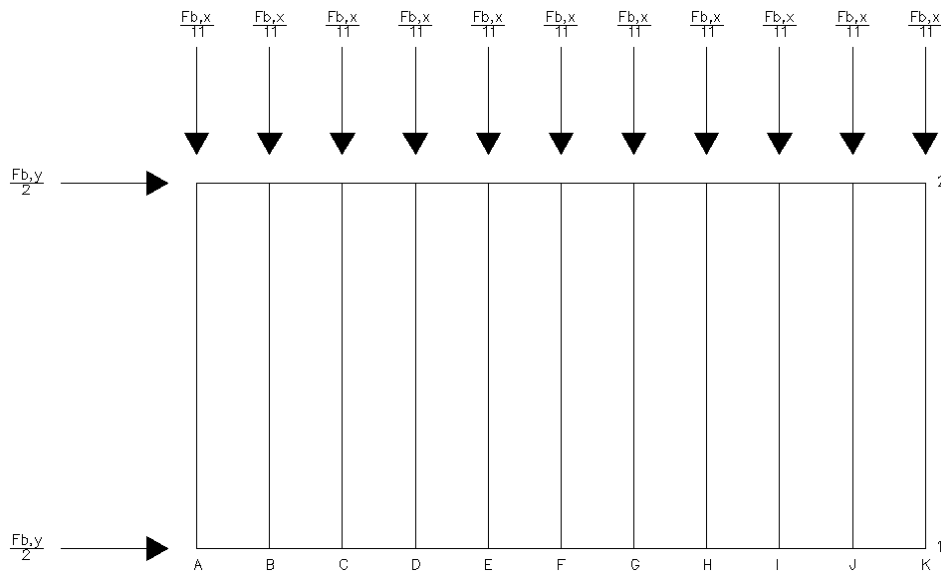 Fb,x Fb,x Fb,x Fb,x Fb,x Fb,x Fb,x Fb,x Fb,x Fb,x Fb,x
11 11 11 11 11 11 11 11 11 11 11
Fb,y
2
2
Fb,y
2
1
A B C D E F G H I J K